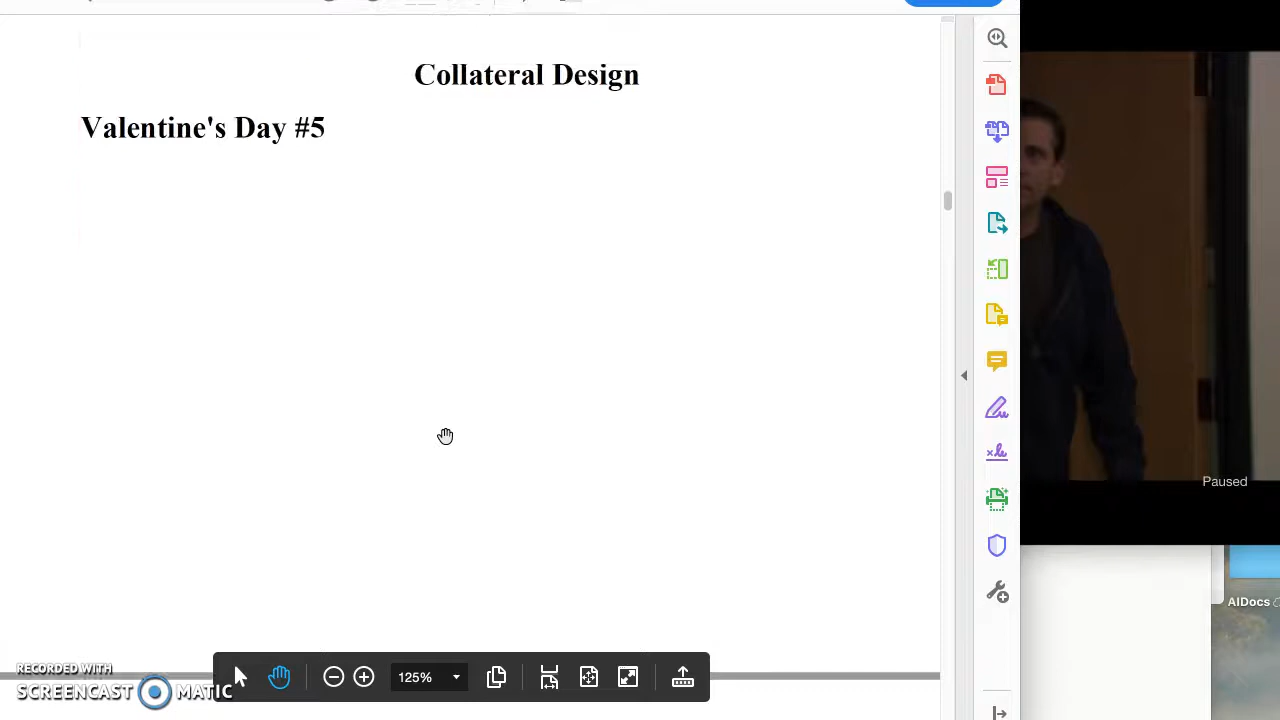 Collateral Design
Valentine's Day #5
Paused
AIDocs
125%
RECORDED WITH
SCREENCAST MATIC